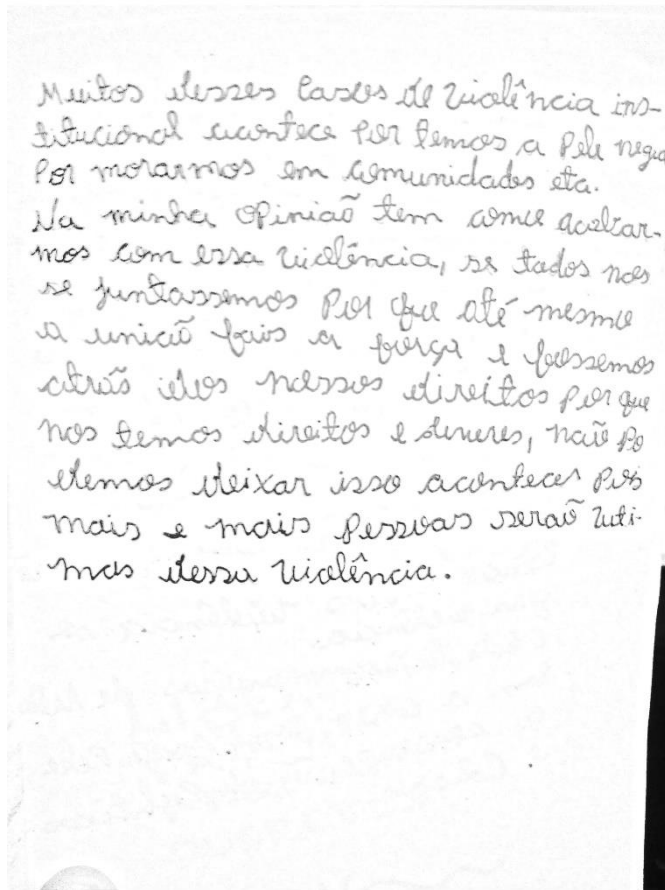 Muitos desses casos de violência ins-
titucional acontece por temos a pele negra
Por morarmos em comunidades eta.
Na minha opinião tem como acabar-
mos com essa violência, se todos nos
se juntassemos Por que até mesmo
a união fais a força e fossemos
atrás dos nossos direitos por que
nos temos direitos e deveres, não Po
demos deixar isso acontecer pois
mais e mais Pessoas serão viti-
mas dessa violência.